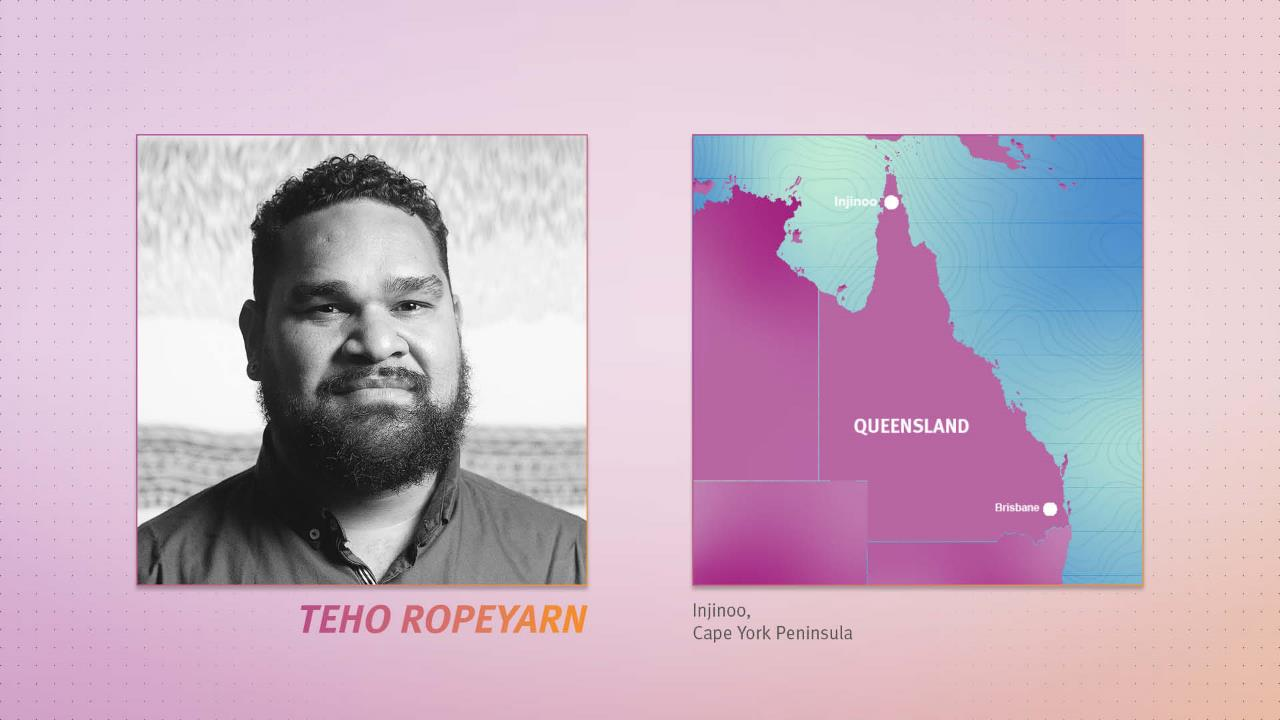 Injinoo
QUEENSLAND
Brisbane
TEHO ROPEYARN
Injinoo,
Cape York Peninsula